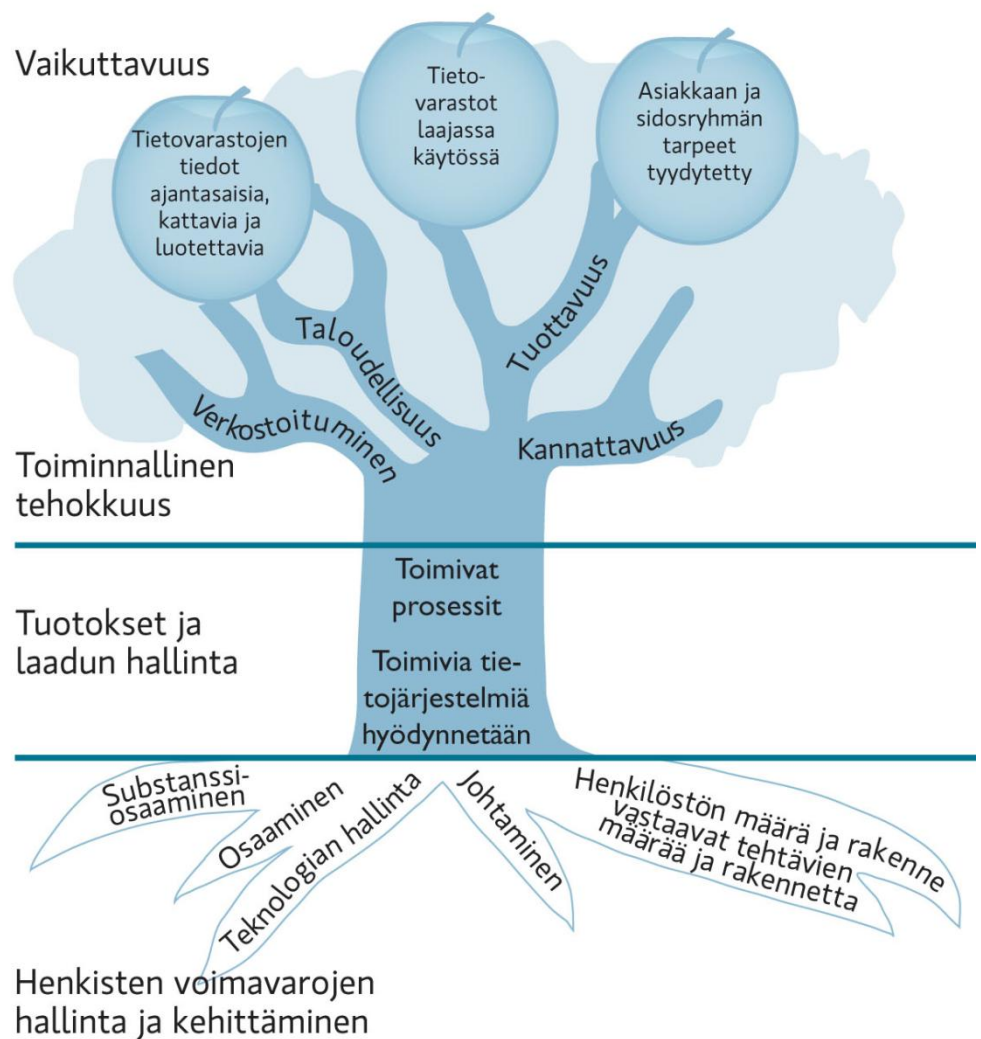 Vaikuttavuus
Tietovarastojen
tiedot
ajantasaisia,
kattavia ja
luotettavia
Tieto-
varastot
laajassa
käytössä
Asiakkaan ja
sidosryhmän
tarpeet
tyydytetty
Verkostoituminen
Taloudellisuus
Tuottavuus
Kannattavuus
Toiminnallinen
tehokkuus
Toimivat
prosessit
Tuotokset ja
laadun hallinta
Toimivia tie-
tojärjestelmiä
hyödynnetään
Substanssi-
osaaminen
Osaaminen
Teknologian hallinta
Johtaminen
Henkilöstön määrä ja rakenne
vastaavat tehtävien
määrää ja rakennetta
Henkisten voimavarojen
hallinta ja kehittäminen